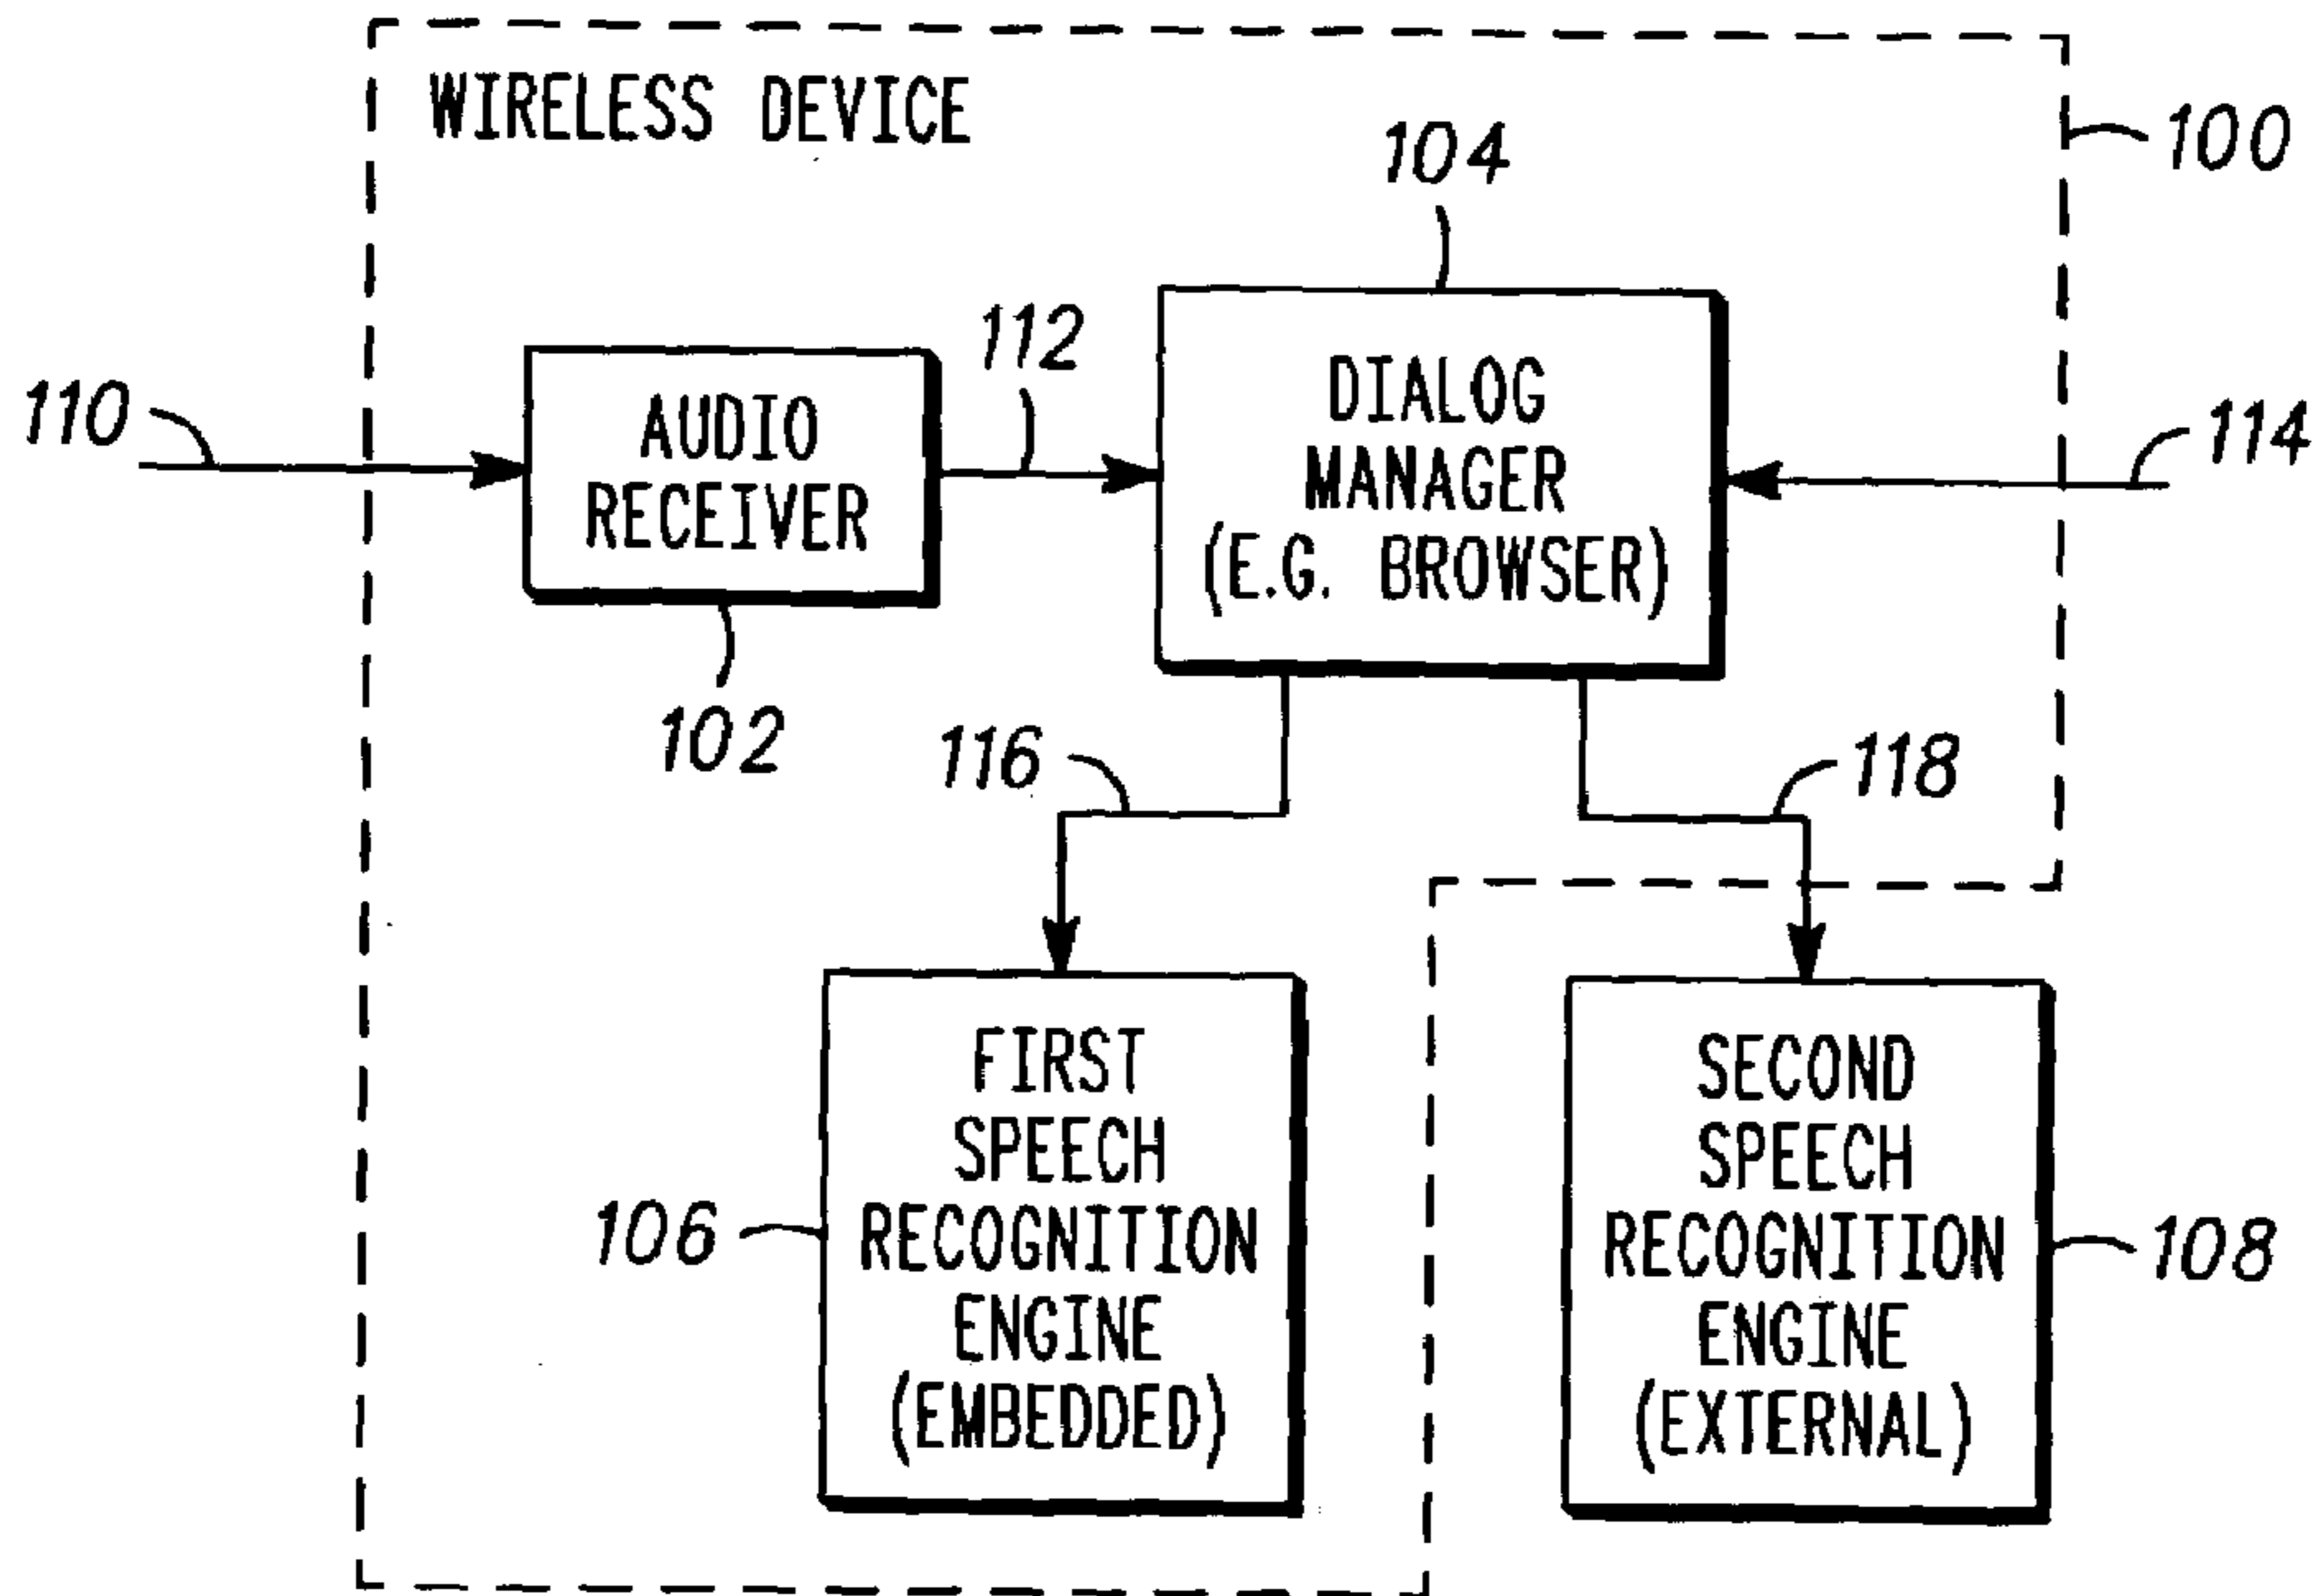 WIRELESS DEVICE
100
104
112
110
AUDIO
RECEIVER
DIALOG
MANAGER
(E.G. BROWSER)
114
102
116
118
FIRST
SPEECH
RECOGNITION
ENGINE
(EMBEDDED)
106
SECOND
SPEECH
RECOGNITION
ENGINE
(EXTERNAL)
108